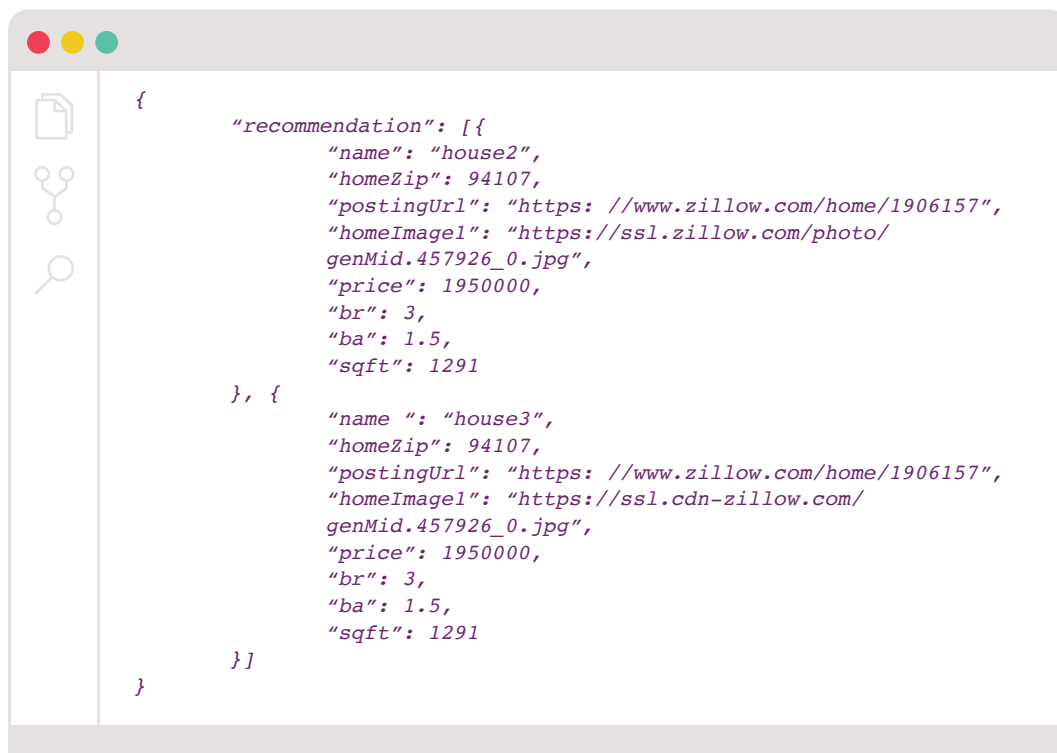 {
“recommendation”: [{
“name”: “house2”,
“homeZip”: 94107,
“postingUrl”: “https: //www.zillow.com/home/1906157”,
“homeImage1”: “https://ssl.zillow.com/photo/
genMid.457926_0.jpg”,
“price”: 1950000,
“br”: 3,
“ba”: 1.5,
“sqft”: 1291
}, {
“name “: “house3”,
“homeZip”: 94107,
“postingUrl”: “https: //www.zillow.com/home/1906157”,
“homeImage1”: “https://ssl.cdn-zillow.com/
genMid.457926_0.jpg”,
“price”: 1950000,
“br”: 3,
“ba”: 1.5,
“sqft”: 1291
}]
}